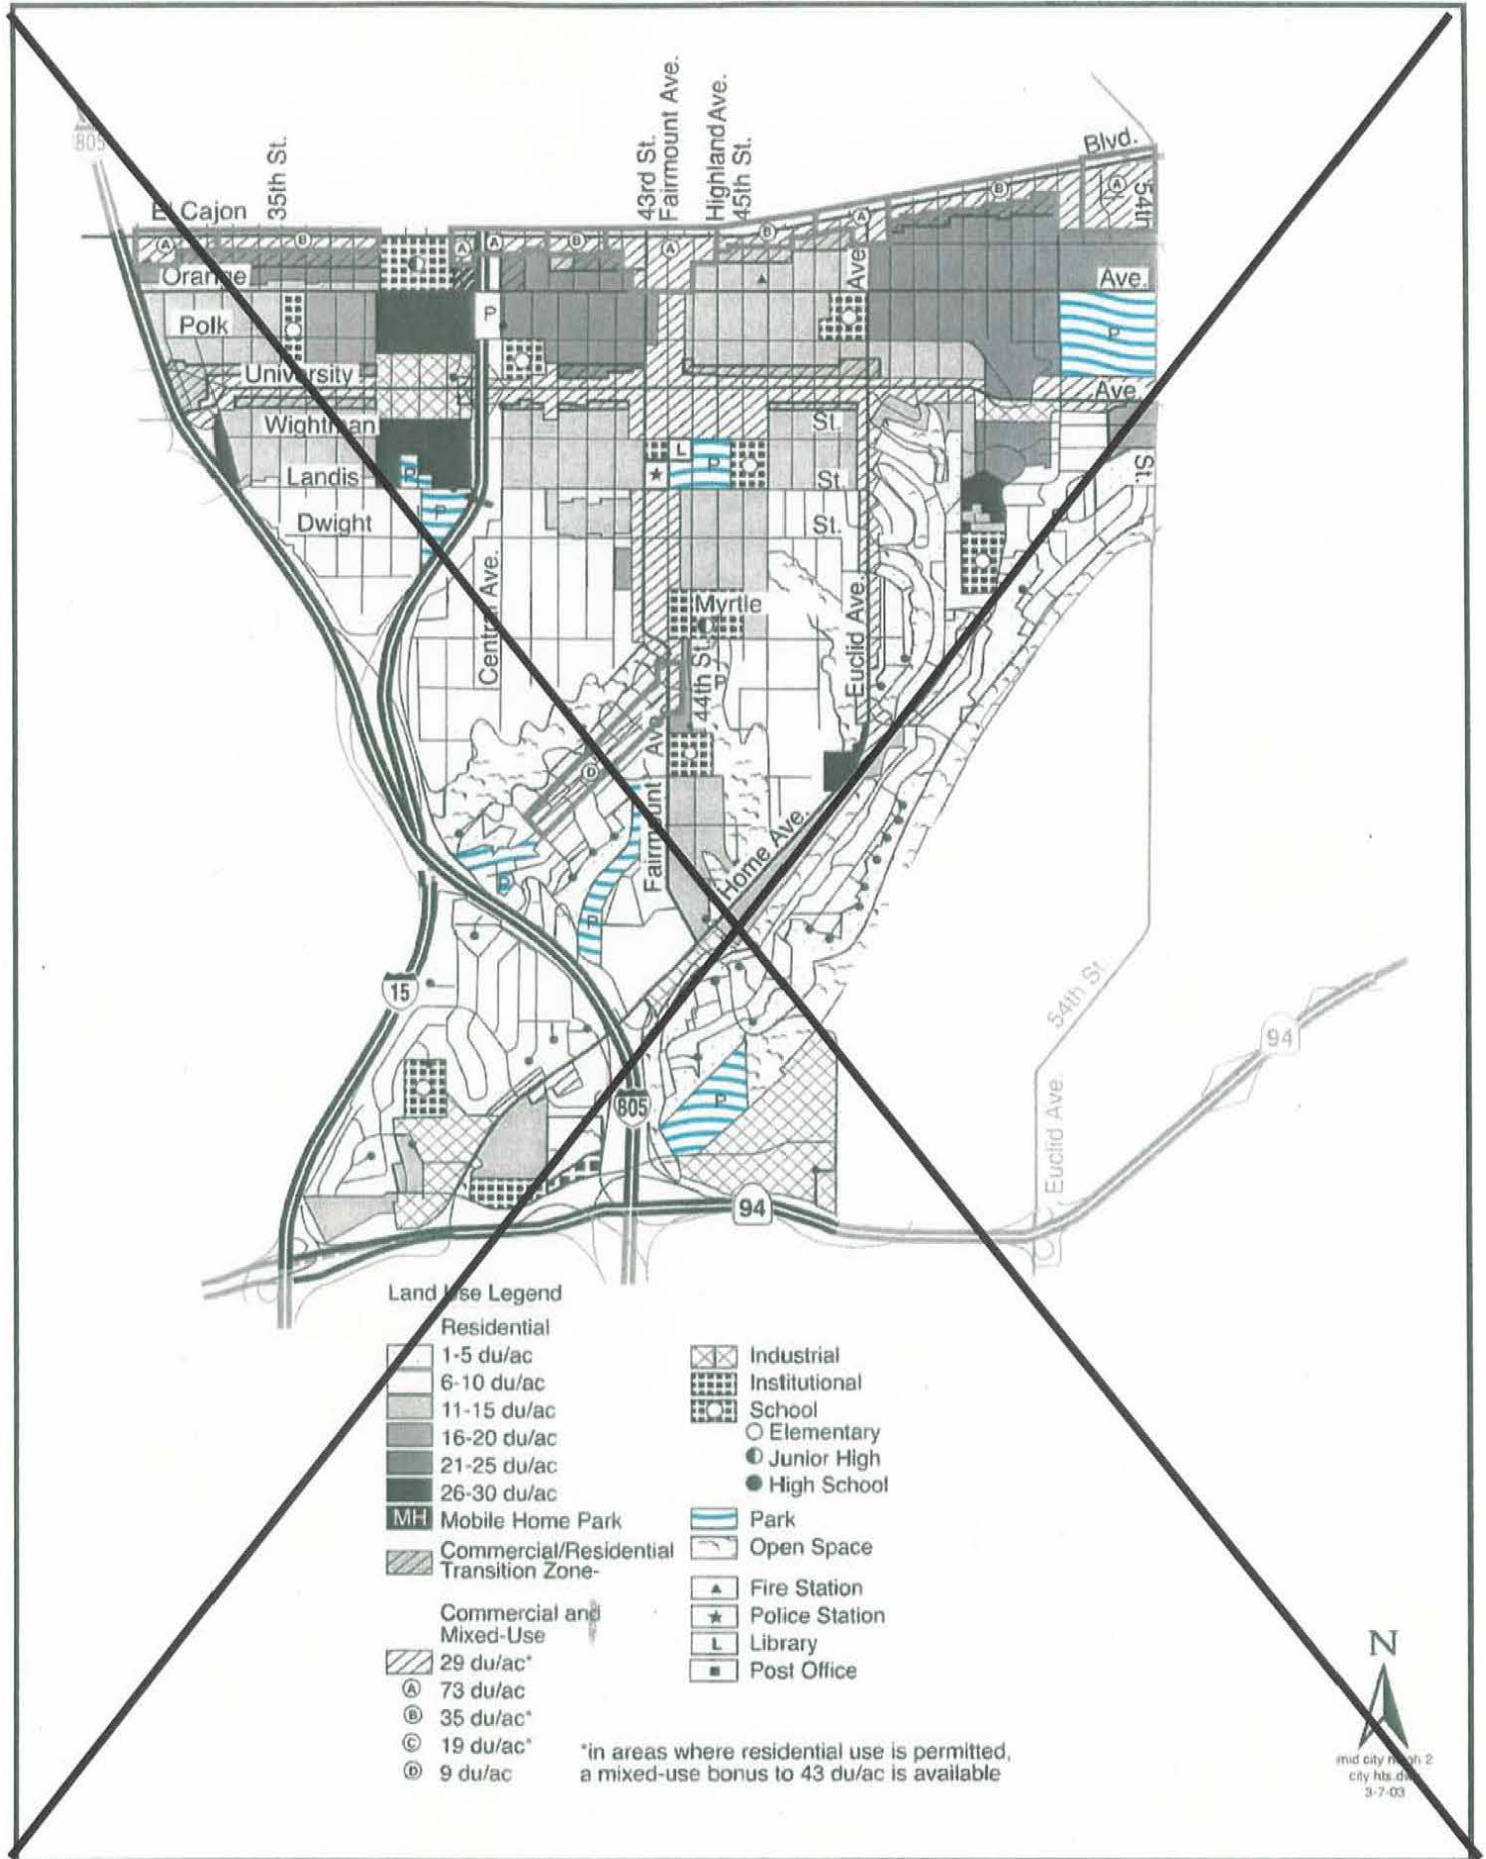 805
35th St.
43rd St.
Fairmount Ave.
Highland Ave.
45th St.
Blvd.
El Cajon
A
B
A
A
B
A
B
A
B
A
54th
Orange
Ave
Ave.
Polk
P
P
University
Ave.
Wightman
St.
L
P
P
Landis
St.
St.
Dwight
P
St.
Central Ave.
Euclid Ave.
Myrtle
44th St.
P
D
Ave
Fairmount
Home Ave.
P
P
15
54th St.
94
805
P
Euclid Ave.
94
Land Use Legend
Residential
1-5 du/ac
6-10 du/ac
11-15 du/ac
16-20 du/ac
21-25 du/ac
26-30 du/ac
MH Mobile Home Park
Commercial/Residential
Transition Zone-
Commercial and
Mixed-Use
29 du/ac*
A 73 du/ac
B 35 du/ac*
C 19 du/ac*
D 9 du/ac
Industrial
Institutional
School
Elementary
Junior High
High School
Park
Open Space
Fire Station
Police Station
L Library
Post Office
*in areas where residential use is permitted,
a mixed-use bonus to 43 du/ac is available
N
mid city 2
city hts.
3-7-03